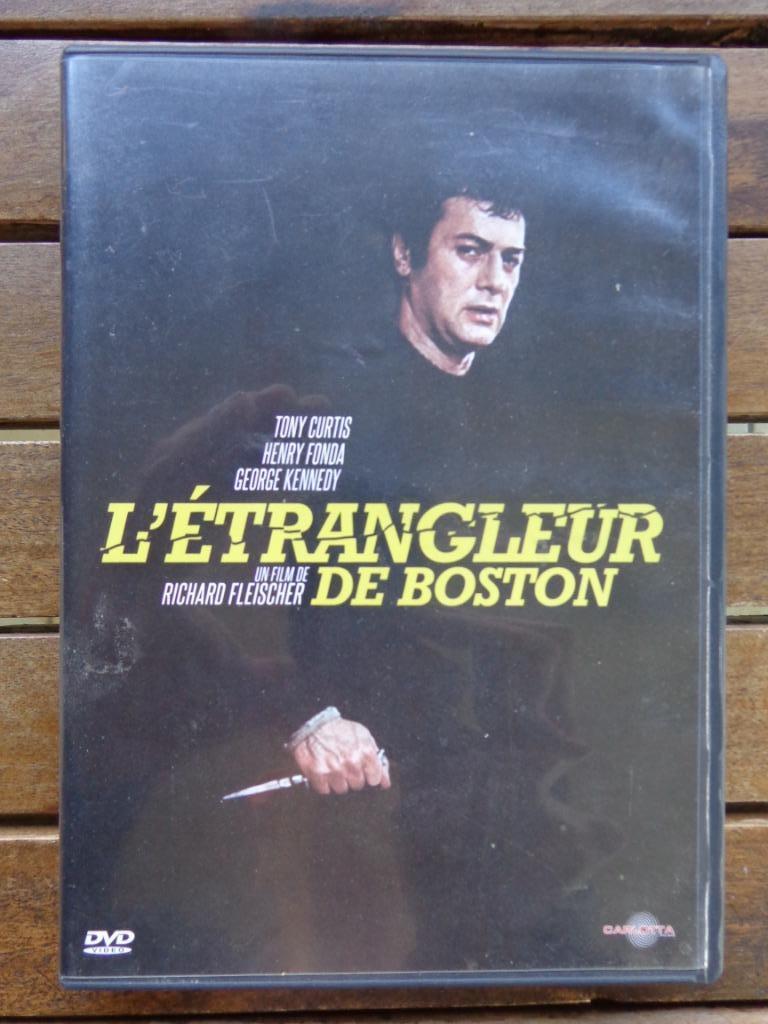 TONY CURTIS
HENRY FONDA
GEORGE KENNEDY
L'ÉTRANGLEUR
UN FILM DE
RICHARD FLEISCHER DE BOSTON
DVD
VIDEO
CARLOTTA